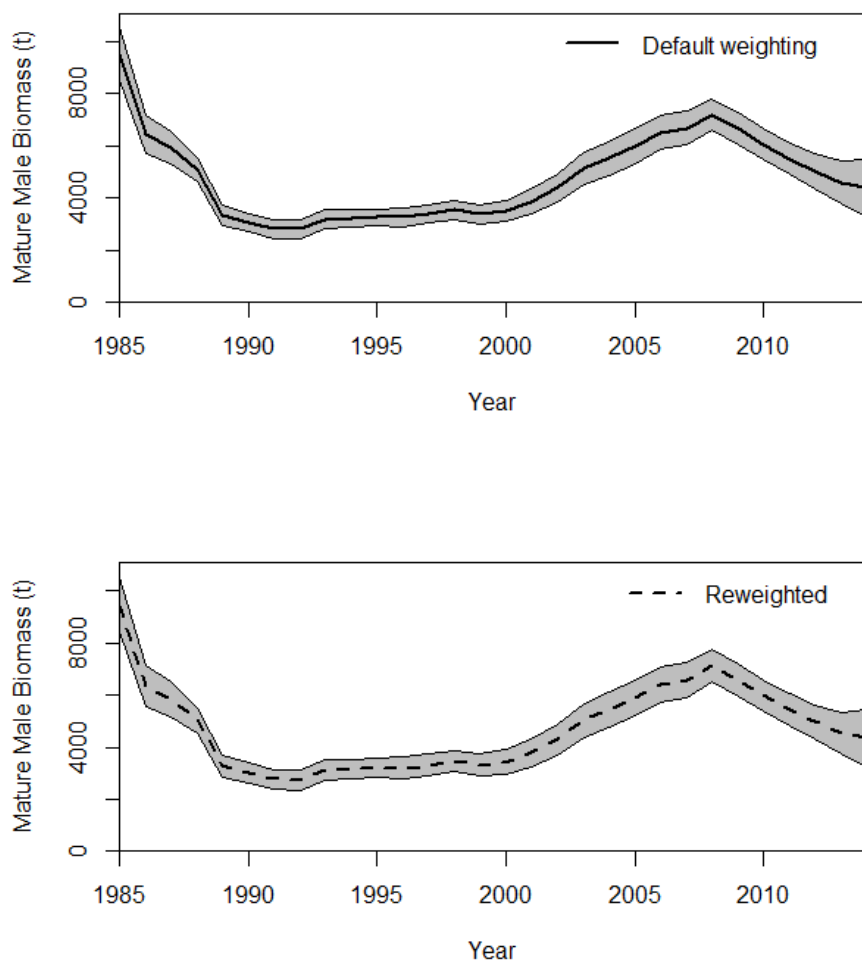 Mature Male Biomass (t)
8000
4000
0
Default weighting
1985 1990 1995 2000 2005 2010
Year
Mature Male Biomass (t)
8000
4000
0
Reweighted
1985 1990 1995 2000 2005 2010
Year